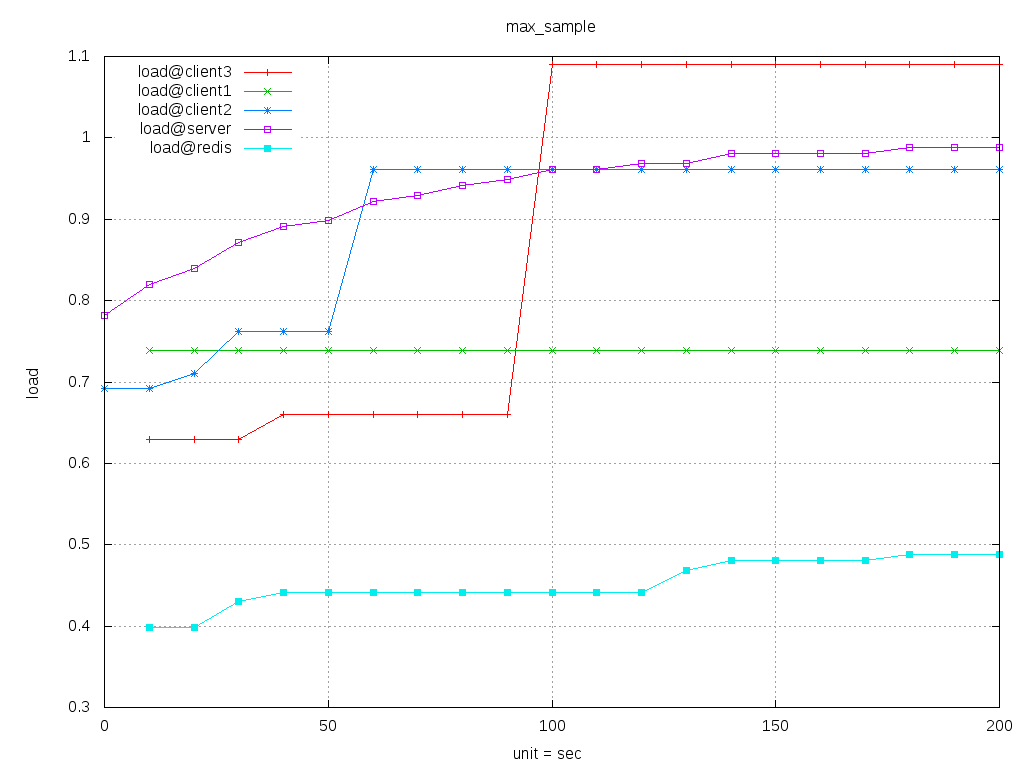 max_sample
1.1
load@client3
load@client1
load@client2
load@server
load@redis
1
0.9
0.8
0.7
load
0.6
0.5
0.4
0.3
0 50 100 150 200
unit = sec